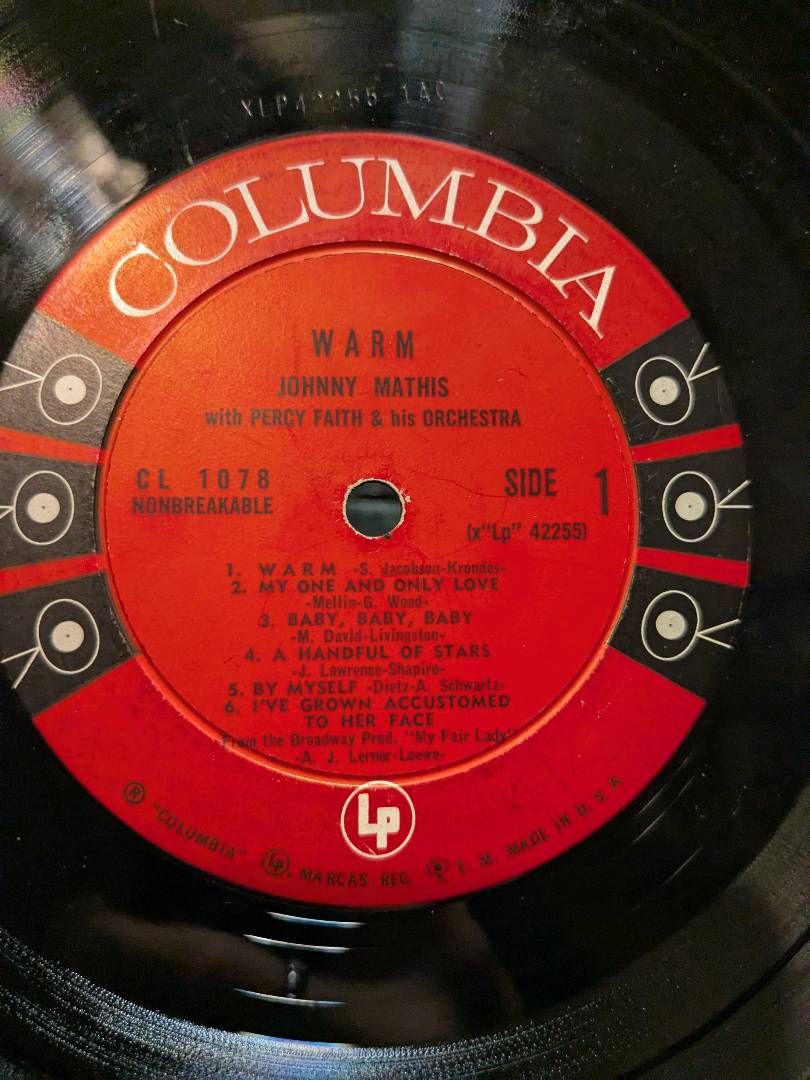 COLUMBIA
WARM
JOHNNY MATHIS
with PERCY FAITH & his ORCHESTRA
CL 1078
NONBREAKABLE
SIDE 1
(x"Lp" 42255)
1. WARM -S. Jacobson-Krondes-
2. MY ONE AND ONLY LOVE
-Mellin-G. Wood-
3. BABY, BABY, BABY
-M. David-Livingston-
4. A HANDFUL OF STARS
-J. Lawrence-Shapiro-
5. BY MYSELF -Dietz-A. Schwartz-
6. I'VE GROWN ACCUSTOMED
TO HER FACE
From the Broadway Prod. "My Fair Lady"
-A. J. Lerner-Loewe-
LP
® "COLUMBIA" LP, MARCAS REG. T. M. MADE IN U. S. A.